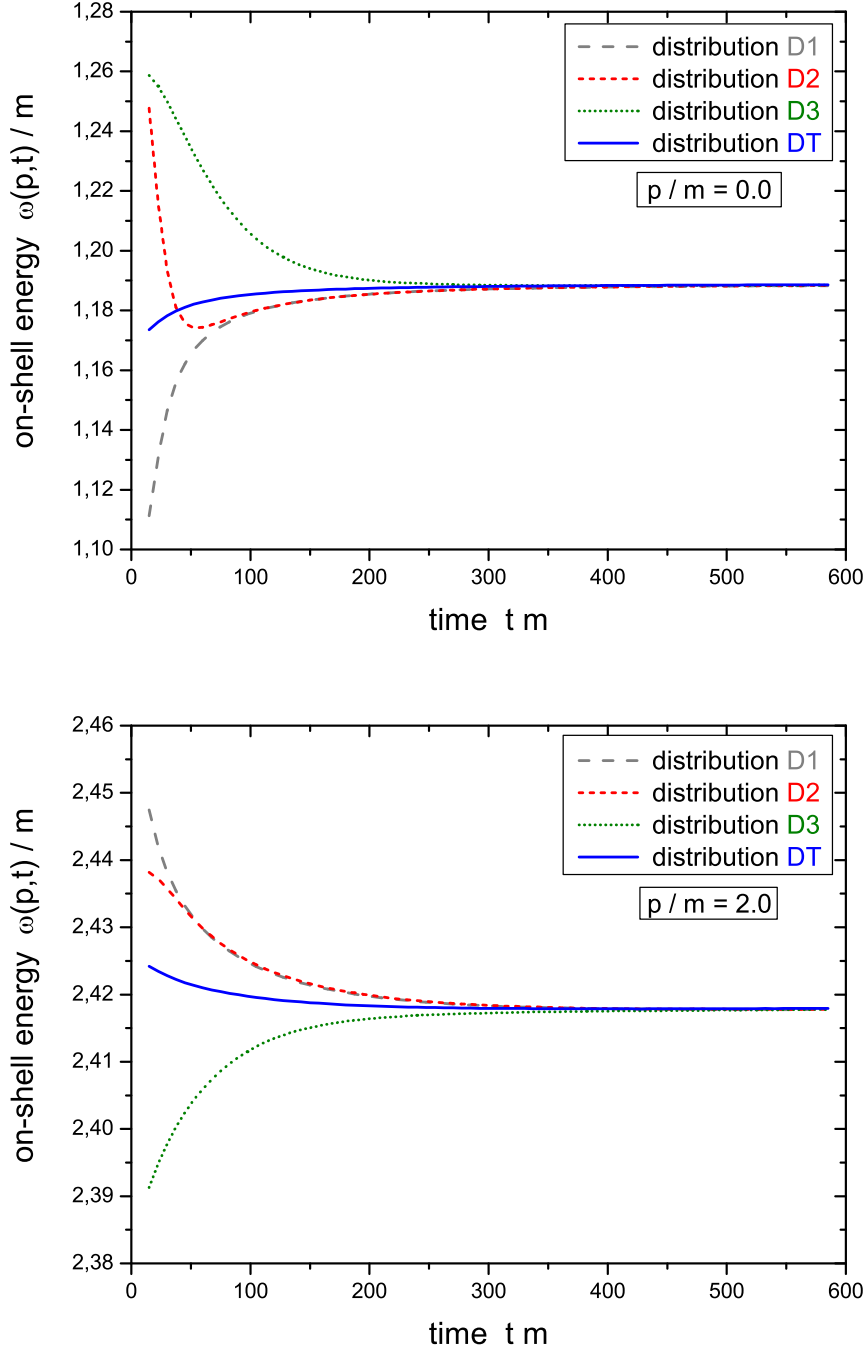 1,28
1,26
1,24
1,22
1,20
1,18
1,16
1,14
1,12
1,10
on-shell energy ω(p,t) / m
distribution D1
distribution D2
distribution D3
distribution DT
p / m = 0.0
0 100 200 300 400 500 600
time t m
2,46
2,45
2,44
2,43
2,42
2,41
2,40
2,39
2,38
on-shell energy ω(p,t) / m
distribution D1
distribution D2
distribution D3
distribution DT
p / m = 2.0
0 100 200 300 400 500 600
time t m